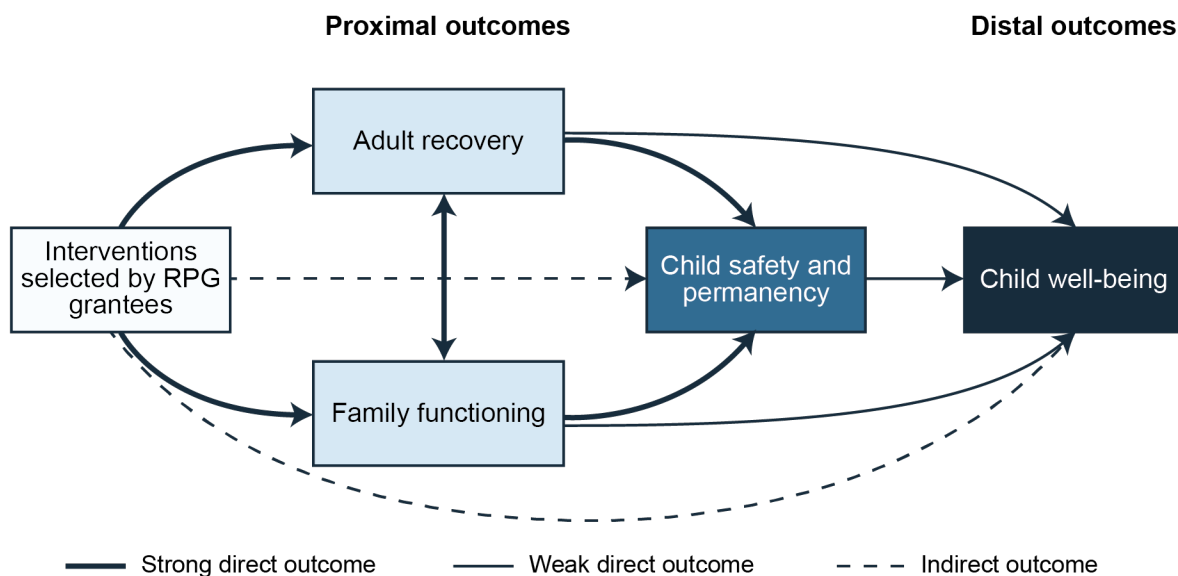 Proximal outcomes
Distal outcomes
Adult recovery
Interventions
selected by RPG
grantees
Child safety and
permanency
Child well-being
Family functioning
Strong direct outcome
Weak direct outcome
Indirect outcome